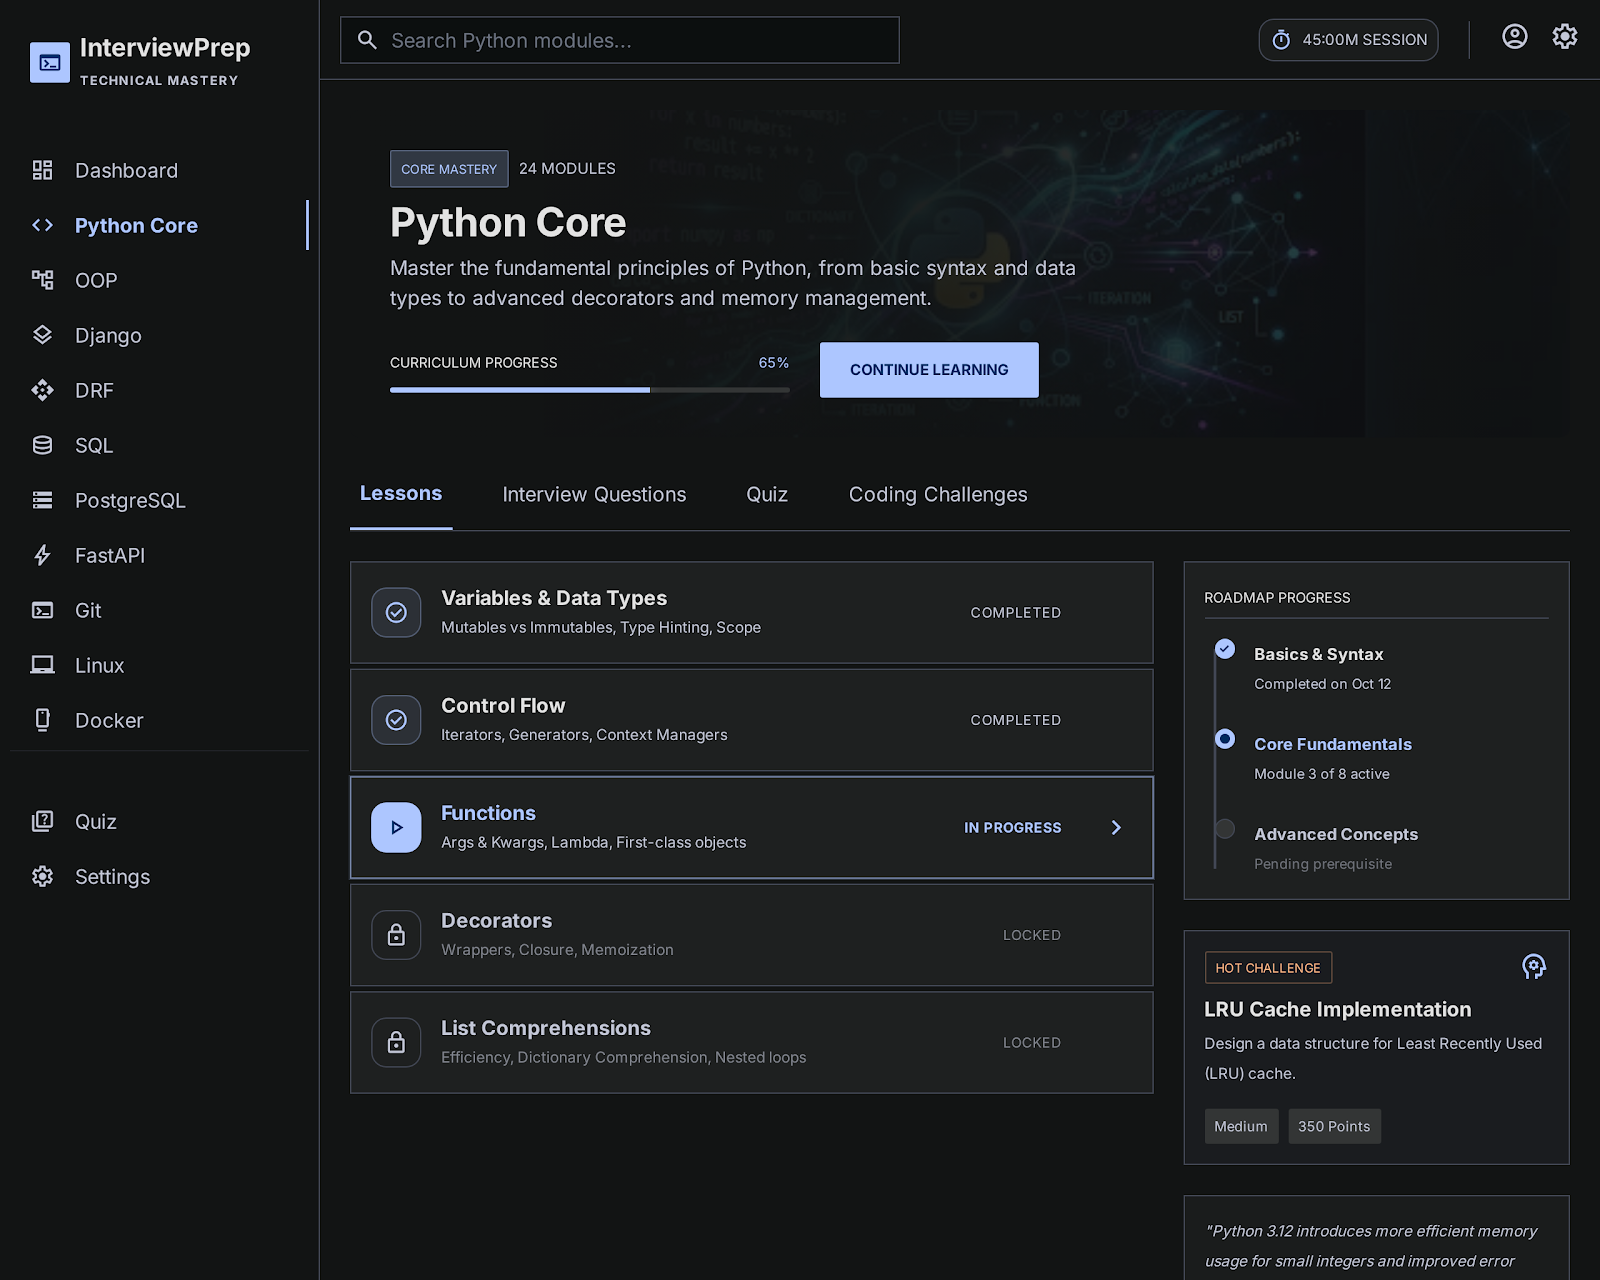 InterviewPrep
TECHNICAL MASTERY
Dashboard
Python Core
OOP
Django
DRF
SQL
PostgreSQL
FastAPI
Git
Linux
Docker
Quiz
Settings
Search Python modules...
45:00M SESSION
CORE MASTERY
24 MODULES
Python Core
Master the fundamental principles of Python, from basic syntax and data
types to advanced decorators and memory management.
CURRICULUM PROGRESS
65%
CONTINUE LEARNING
ITERATION
LIST
FUNCTION
ITERATION
Lessons
Interview Questions
Quiz
Coding Challenges
Variables & Data Types
Mutables vs Immutables, Type Hinting, Scope
COMPLETED
Control Flow
Iterators, Generators, Context Managers
COMPLETED
Functions
Args & Kwargs, Lambda, First-class objects
IN PROGRESS
Decorators
Wrappers, Closure, Memoization
LOCKED
List Comprehensions
Efficiency, Dictionary Comprehension, Nested loops
LOCKED
ROADMAP PROGRESS
Basics & Syntax
Completed on Oct 12
Core Fundamentals
Module 3 of 8 active
Advanced Concepts
Pending prerequisite
HOT CHALLENGE
LRU Cache Implementation
Design a data structure for Least Recently Used
(LRU) cache.
Medium
350 Points
"Python 3.12 introduces more efficient memory
usage for small integers and improved error